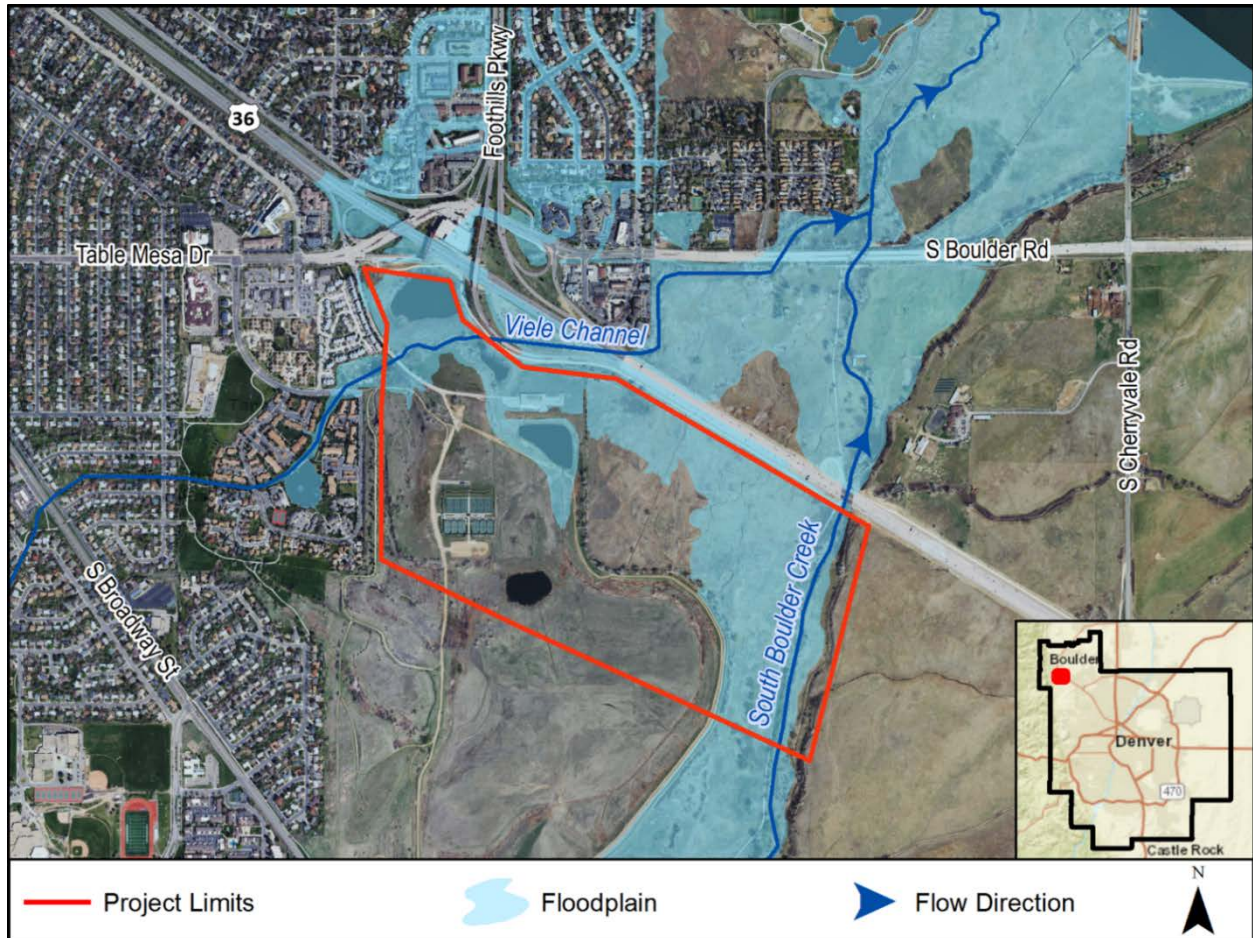 36
Foothills Pkwy
Table Mesa Dr
S Boulder Rd
Viele Channel
S Cherryvale Rd
South Boulder Creek
S Broadway St
Boulder
Denver
470
Castle Rock
Project Limits
Floodplain
Flow Direction
N